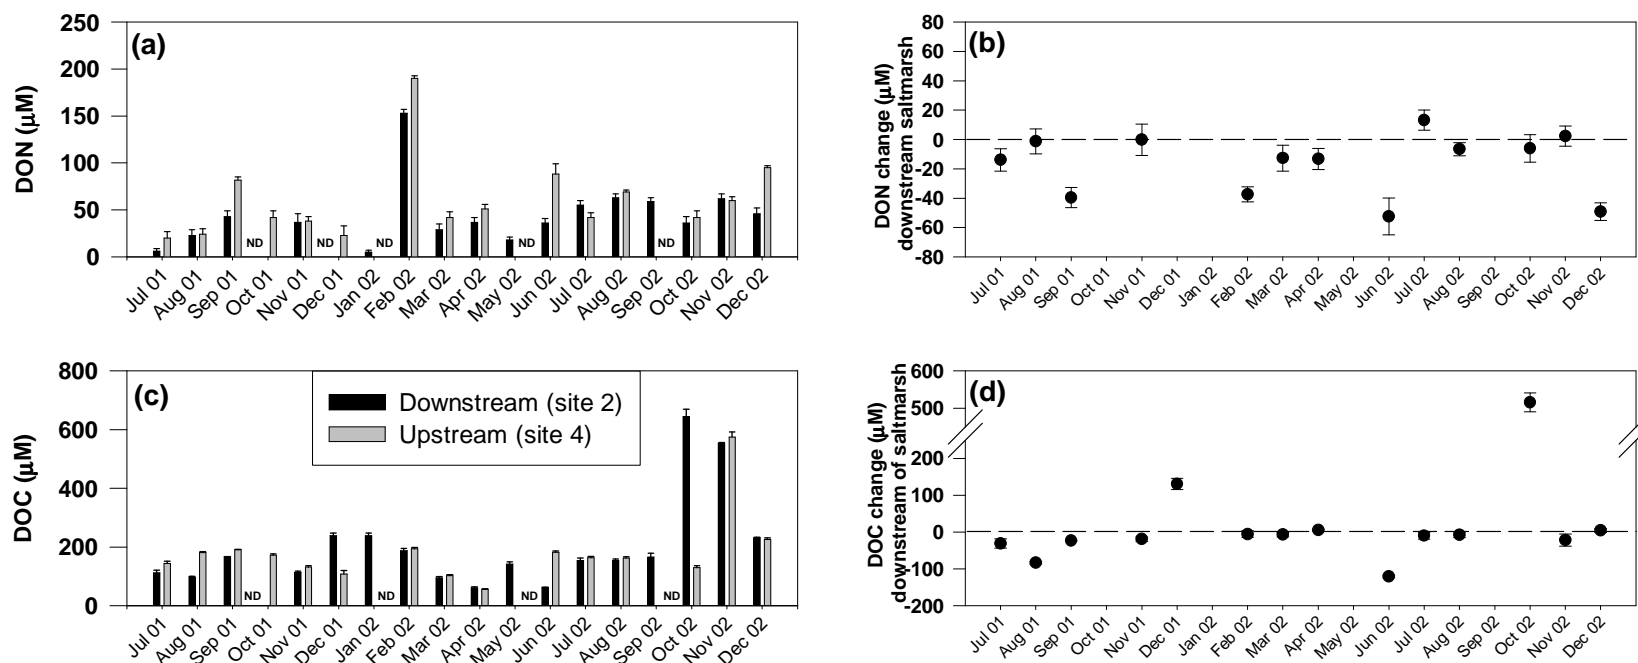 (a)
DON (µM)
250
200
150
100
50
0
ND
ND
ND
ND
ND
Jul 01
Aug 01
Sep 01
Oct 01
Nov 01
Dec 01
Jan 02
Feb 02
Mar 02
Apr 02
May 02
Jun 02
Jul 02
Aug 02
Sep 02
Oct 02
Nov 02
Dec 02
(b)
DON change (µM)
downstream saltmarsh
80
60
40
20
0
-20
-40
-60
-80
Jul 01
Aug 01
Sep 01
Oct 01
Nov 01
Dec 01
Jan 02
Feb 02
Mar 02
Apr 02
May 02
Jun 02
Jul 02
Aug 02
Sep 02
Oct 02
Nov 02
Dec 02
(c)
DOC (µM)
800
600
400
200
0
Downstream (site 2)
Upstream (site 4)
ND
ND
ND
ND
Jul 01
Aug 01
Sep 01
Oct 01
Nov 01
Dec 01
Jan 02
Feb 02
Mar 02
Apr 02
May 02
Jun 02
Jul 02
Aug 02
Sep 02
Oct 02
Nov 02
Dec 02
(d)
DOC change (µM)
downstream of saltmarsh
600
500
200
100
0
-100
-200
Jul 01
Aug 01
Sep 01
Oct 01
Nov 01
Dec 01
Jan 02
Feb 02
Mar 02
Apr 02
May 02
Jun 02
Jul 02
Aug 02
Sep 02
Oct 02
Nov 02
Dec 02